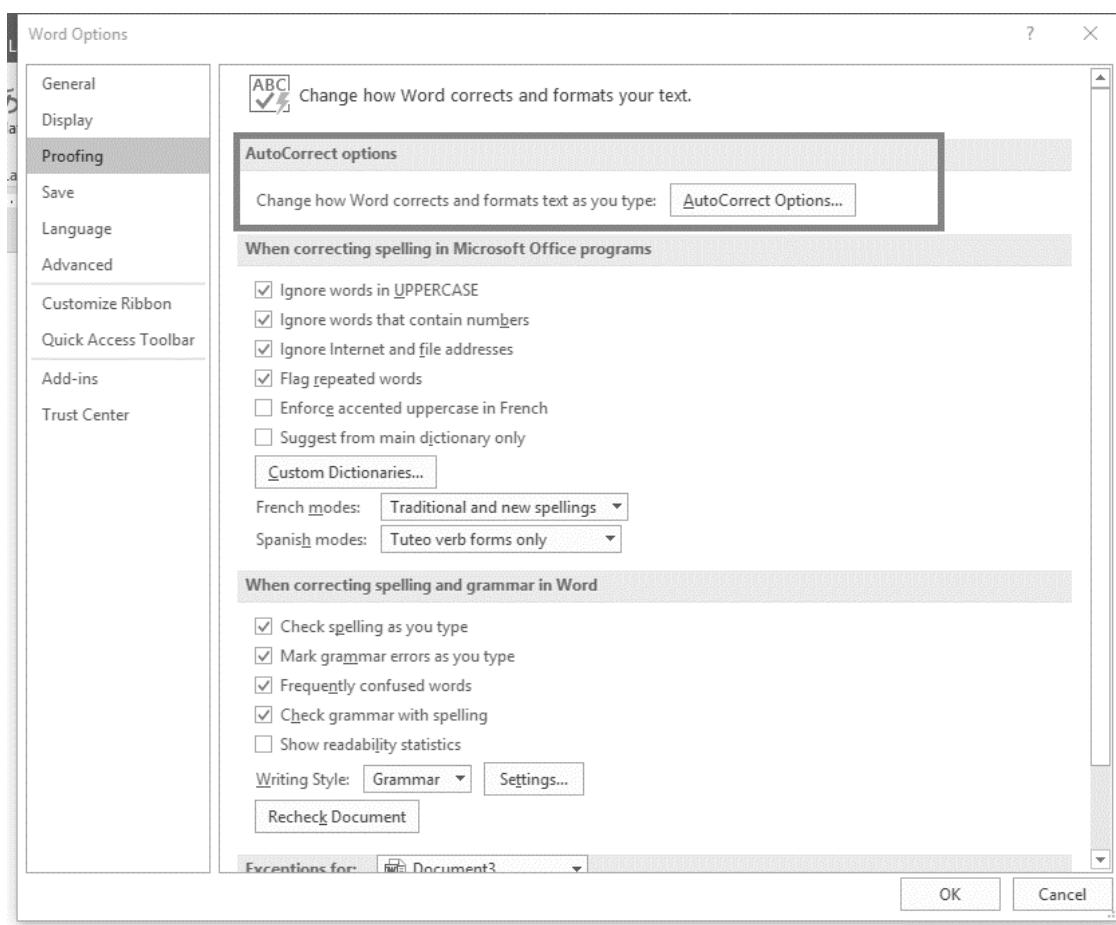 Word Options
General
Display
Proofing
Save
Language
Advanced
Customize Ribbon
Quick Access Toolbar
Add-ins
Trust Center
ABC
Change how Word corrects and formats your text.
AutoCorrect options
Change how Word corrects and formats text as you type: AutoCorrect Options...
When correcting spelling in Microsoft Office programs
Ignore words in UPPERCASE
Ignore words that contain numbers
Ignore Internet and file addresses
Flag repeated words
Enforce accented uppercase in French
Suggest from main dictionary only
Custom Dictionaries...
French modes: Traditional and new spellings
Spanish modes: Tuteo verb forms only
When correcting spelling and grammar in Word
Check spelling as you type
Mark grammar errors as you type
Frequently confused words
Check grammar with spelling
Show readability statistics
Writing Style: Grammar Settings...
Recheck Document
Exceptions for: Document3
OK Cancel